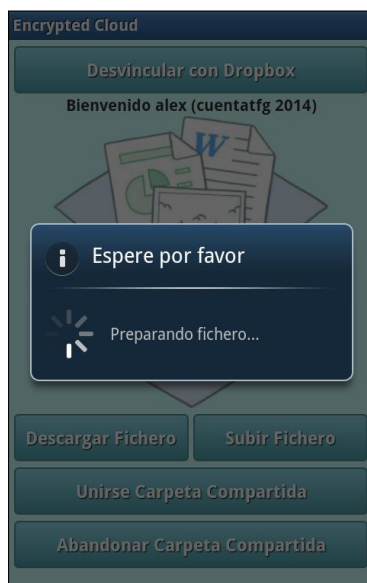 Encrypted Cloud
Desvincular con Dropbox
Bienvenido alex (cuentatfg 2014)
W
Espere por favor
Preparando fichero...
Descargar Fichero
Subir Fichero
Unirse Carpeta Compartida
Abandonar Carpeta Compartida